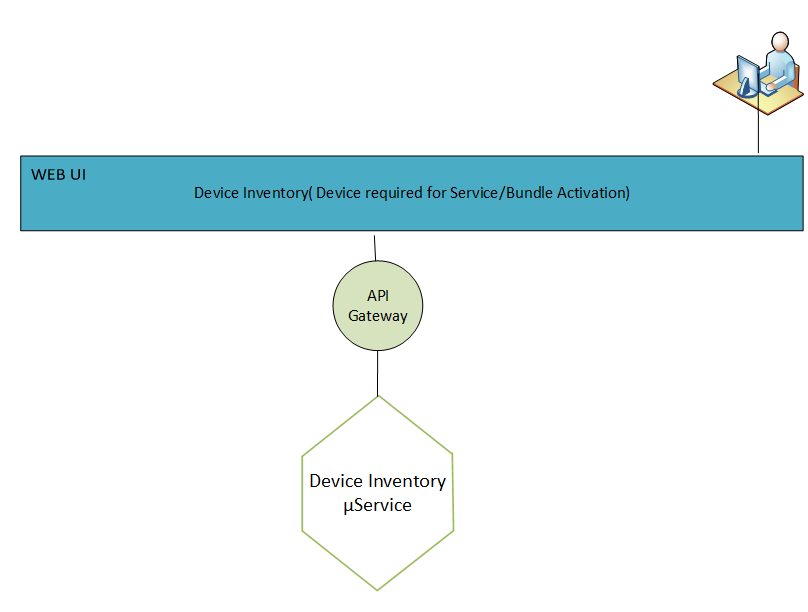 WEB UI
Device Inventory( Device required for Service/Bundle Activation)
API
Gateway
Device Inventory
µService